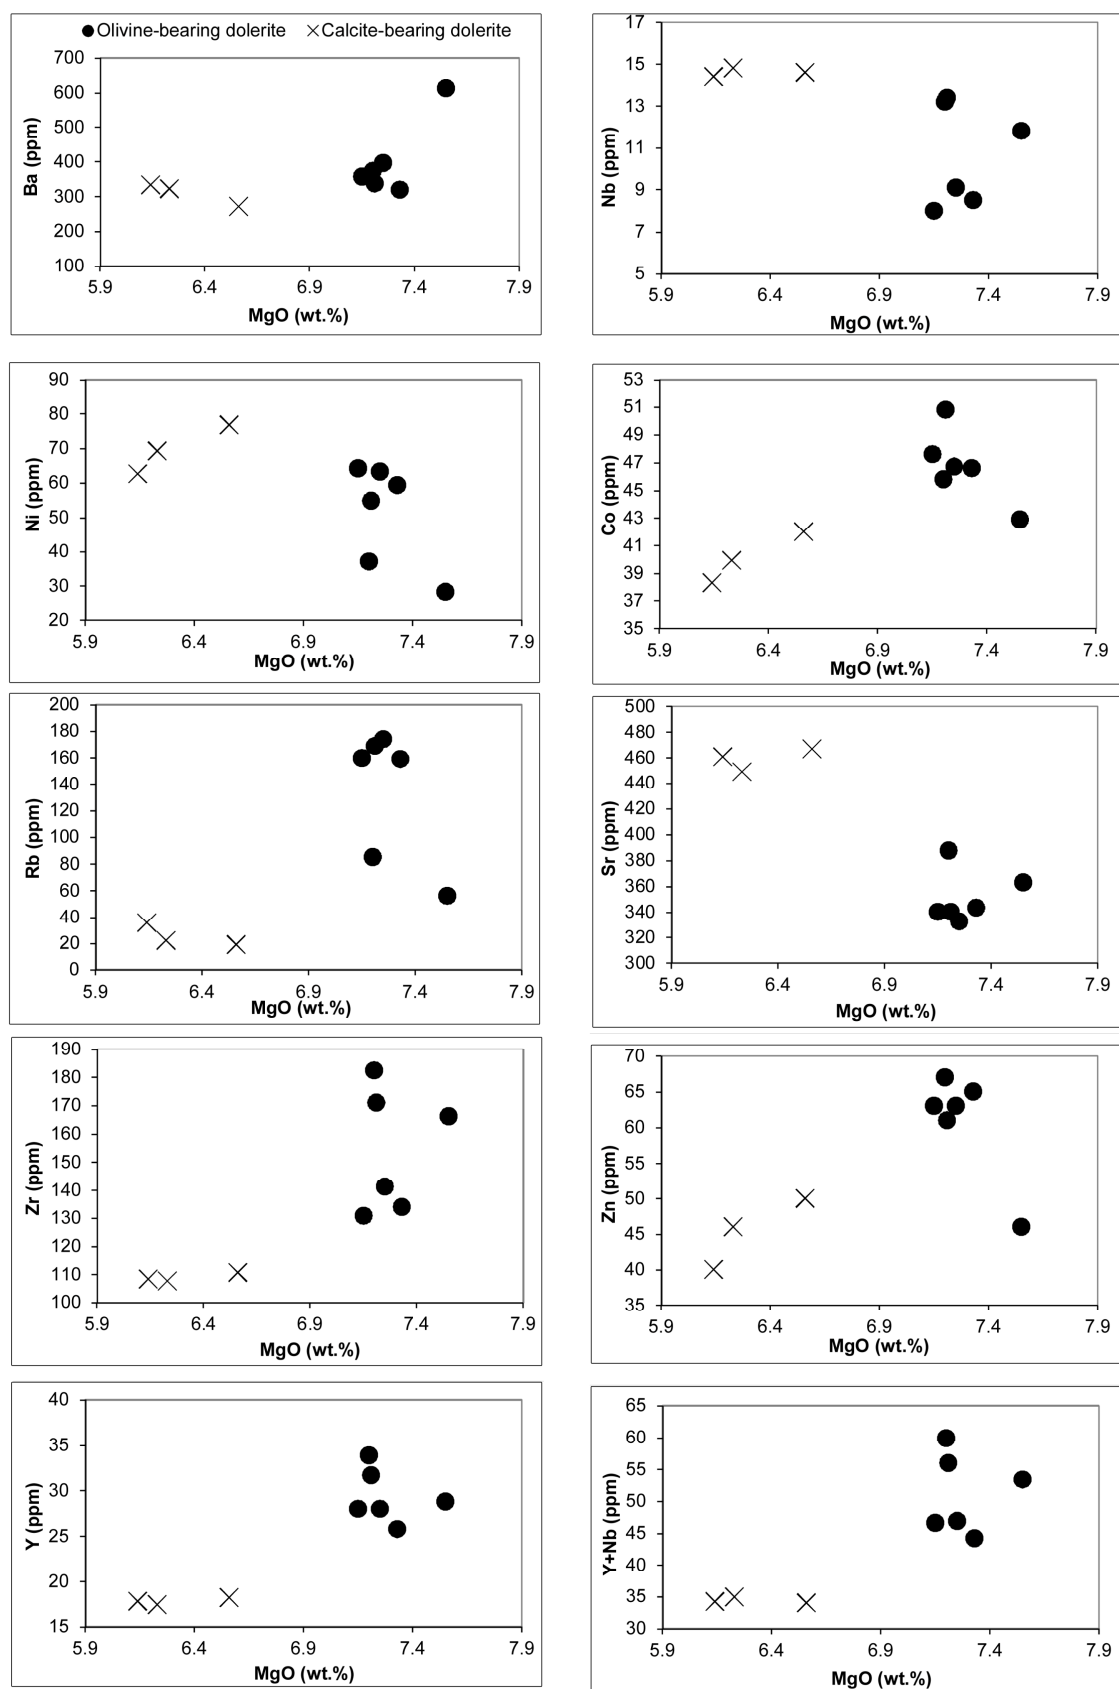 Olivine-bearing dolerite Calcite-bearing dolerite
700
600
500
400
300
200
100
Ba (ppm)
5.9 6.4 6.9 7.4 7.9
MgO (wt.%)
17
15
13
11
9
7
5
Nb (ppm)
5.9 6.4 6.9 7.4 7.9
MgO (wt.%)
90
80
70
60
50
40
30
20
Ni (ppm)
5.9 6.4 6.9 7.4 7.9
MgO (wt.%)
53
51
49
47
45
43
41
39
37
35
Co (ppm)
5.9 6.4 6.9 7.4 7.9
MgO (wt.%)
200
180
160
140
120
100
80
60
40
20
0
Rb (ppm)
5.9 6.4 6.9 7.4 7.9
MgO (wt.%)
500
480
460
440
420
400
380
360
340
320
300
Sr (ppm)
5.9 6.4 6.9 7.4 7.9
MgO (wt.%)
190
180
170
160
150
140
130
120
110
100
Zr (ppm)
5.9 6.4 6.9 7.4 7.9
MgO (wt.%)
70
65
60
55
50
45
40
35
Zn (ppm)
5.9 6.4 6.9 7.4 7.9
MgO (wt.%)
40
35
30
25
20
15
Y (ppm)
5.9 6.4 6.9 7.4 7.9
MgO (wt.%)
65
60
55
50
45
40
35
30
Y+Nb (ppm)
5.9 6.4 6.9 7.4 7.9
MgO (wt.%)